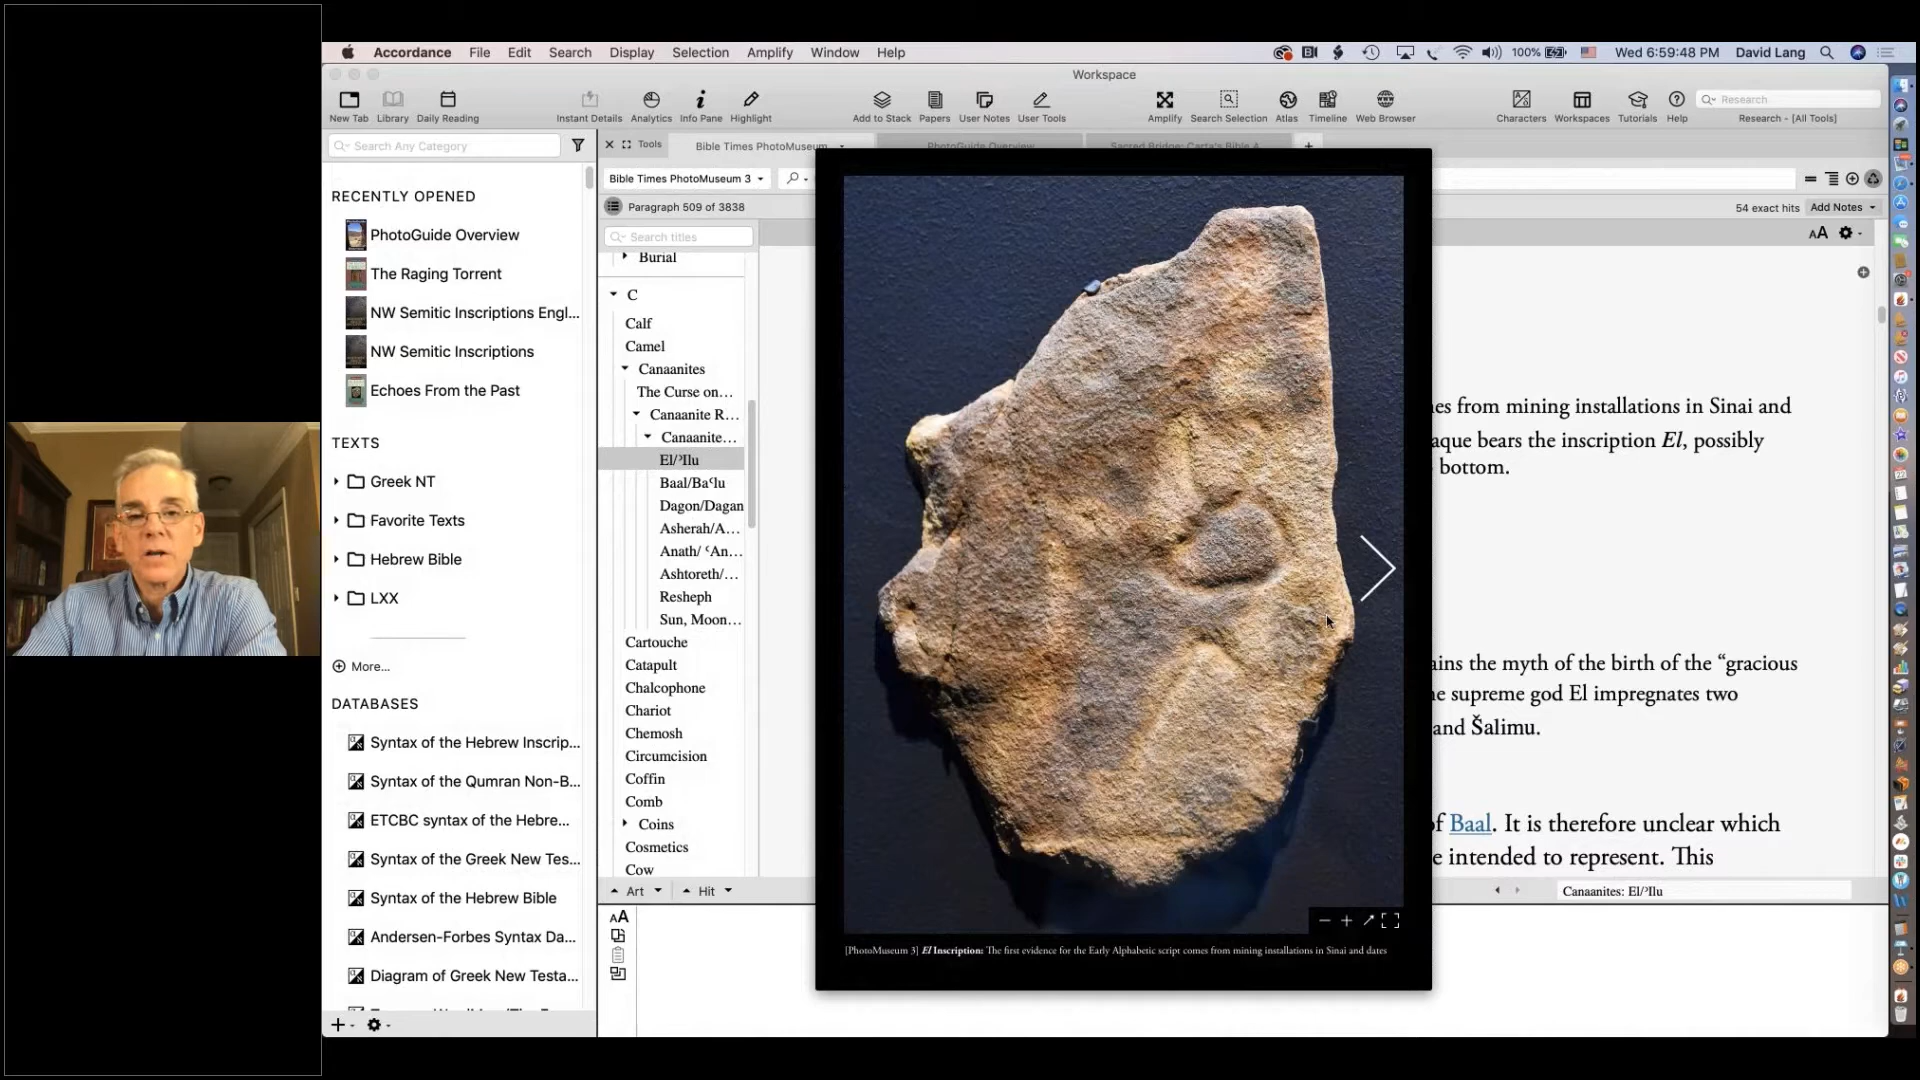 Accordance File Edit Search Display Selection Amplify Window Help
100% Wed 6:59:48 PM David Lang
Workspace
New Tab Library Daily Reading Instant Details Analytics Info Pane Highlight Add to Stack Papers User Notes User Tools Amplify Search Selection Atlas Timeline Web Browser Characters Workspaces Tutorials Help
Research
Research - [All Tools]
Search Any Category
RECENTLY OPENED
PhotoGuide Overview
The Raging Torrent
NW Semitic Inscriptions Engl...
NW Semitic Inscriptions
Echoes From the Past
TEXTS
Greek NT
Favorite Texts
Hebrew Bible
LXX
More...
DATABASES
Syntax of the Hebrew Inscrip...
Syntax of the Qumran Non-B...
ETCBC syntax of the Hebre...
Syntax of the Greek New Tes...
Syntax of the Hebrew Bible
Andersen-Forbes Syntax Da...
Diagram of Greek New Testa...
Tools Bible Times PhotoMuseum PhotoGuide Overview Sacred Bridge: Carta's Bible A
Bible Times PhotoMuseum 3
Paragraph 509 of 3838
54 exact hits Add Notes
Search titles
Burial
C
Calf
Camel
Canaanites
The Curse on...
Canaanite R...
Canaanite...
El/ʾIlu
Baal/Baʿlu
Dagon/Dagan
Asherah/A...
Anath/ ʿAn...
Ashtoreth/...
Resheph
Sun, Moon...
Cartouche
Catapult
Chalcophone
Chariot
Chemosh
Circumcision
Coffin
Comb
Coins
Cosmetics
Cow
Art Hit
from mining installations in Sinai and
bears the inscription El, possibly
bottom.
the myth of the birth of the “gracious
supreme god El impregnates two
and Šalimu.
Baal. It is therefore unclear which
intended to represent. This
Canaanites: El/ʾIlu
[PhotoMuseum 3] El Inscription: The first evidence for the Early Alphabetic script comes from mining installations in Sinai and dates